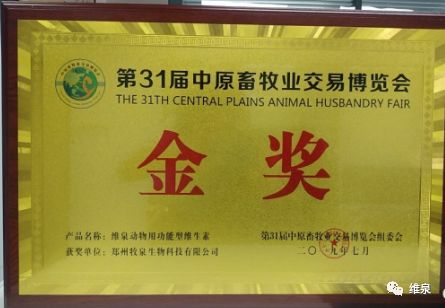 第31届中原畜牧业交易博览会
THE 31TH CENTRAL PLAINS ANIMAL HUSBANDRY FAIR
金奖
产品名称：维泉动物用功能型维生素
获奖单位：郑州牧泉生物科技有限公司
第31届中原畜牧业交易博览会组委会
二〇一九年七月
维泉